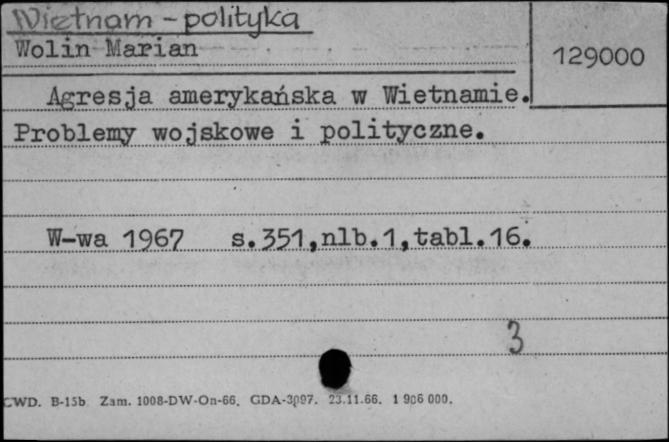 Wietnam - polityka
Wolin Marian
129000
Agresja amerykańska w Wietnamie.
Problemy wojskowe i polityczne.
W-wa 1967 s.351,nlb.1,tabl.16.
3
CWD. B-15b Zam. 1008-DW-On-66. GDA-3097. 23.11.66. 1 906 000.